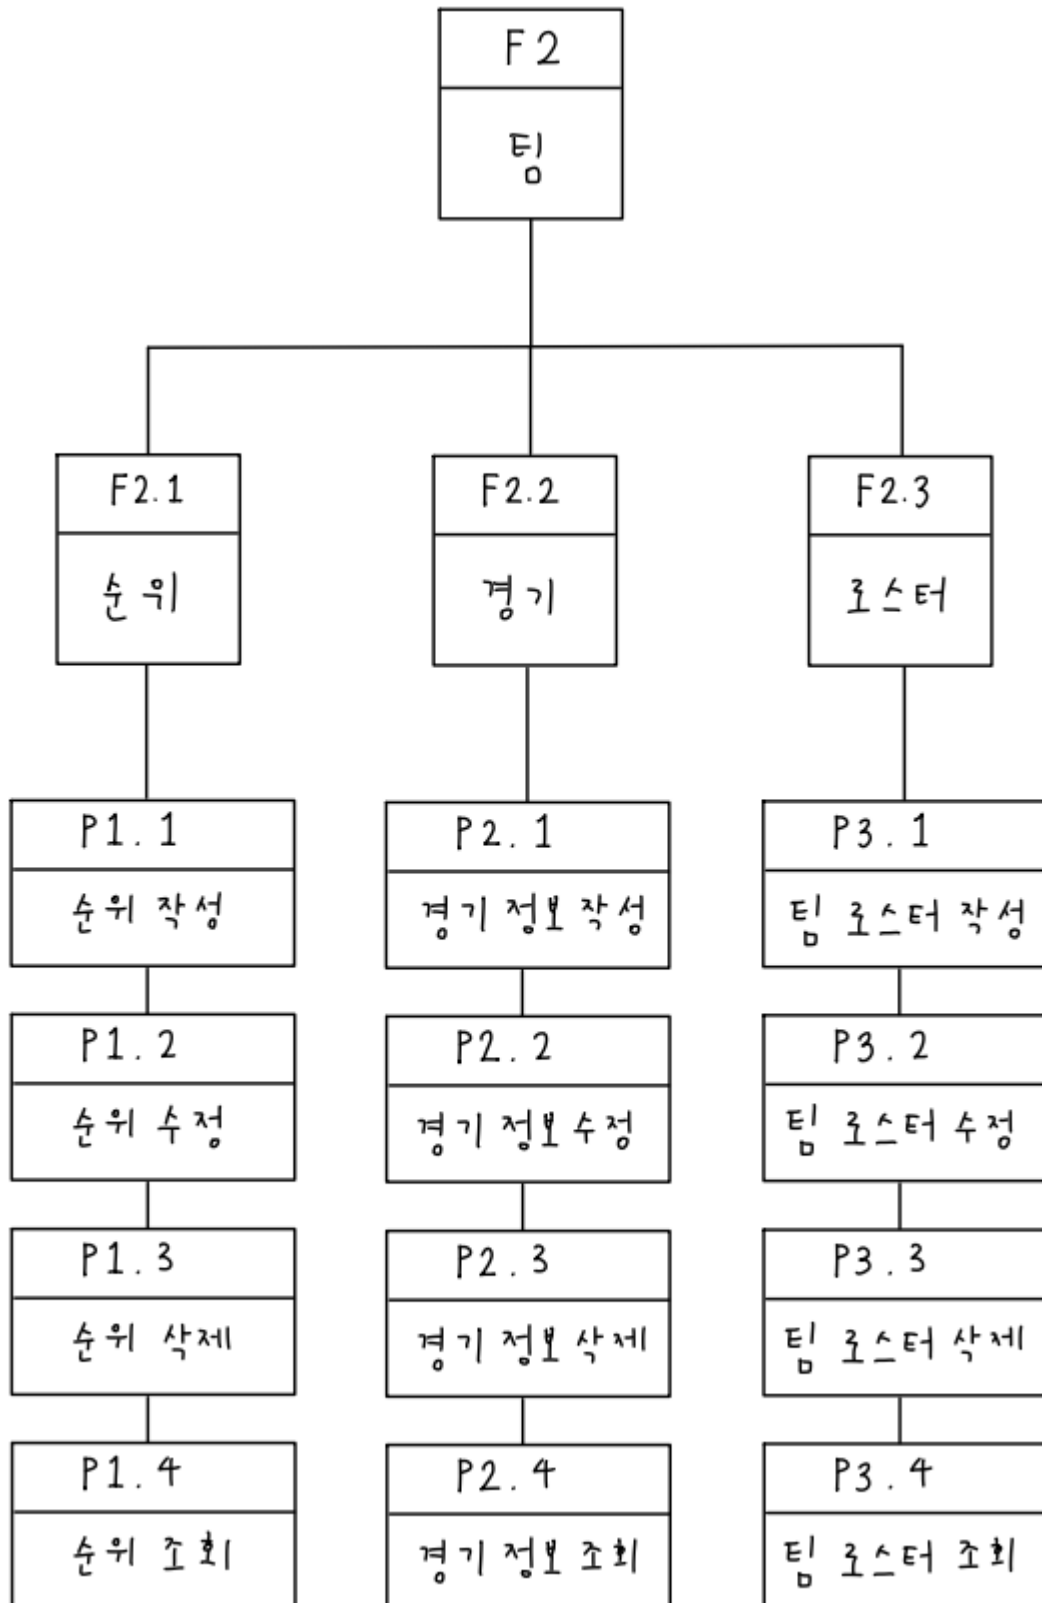 F2
팀
F2.1
순위
F2.2
경기
F2.3
로스터
P1.1
순위 작성
P1.2
순위 수정
P1.3
순위 삭제
P1.4
순위 조회
P2.1
경기 정보 작성
P2.2
경기 정보 수정
P2.3
경기 정보 삭제
P2.4
경기 정보 조회
P3.1
팀 로스터 작성
P3.2
팀 로스터 수정
P3.3
팀 로스터 삭제
P3.4
팀 로스터 조회